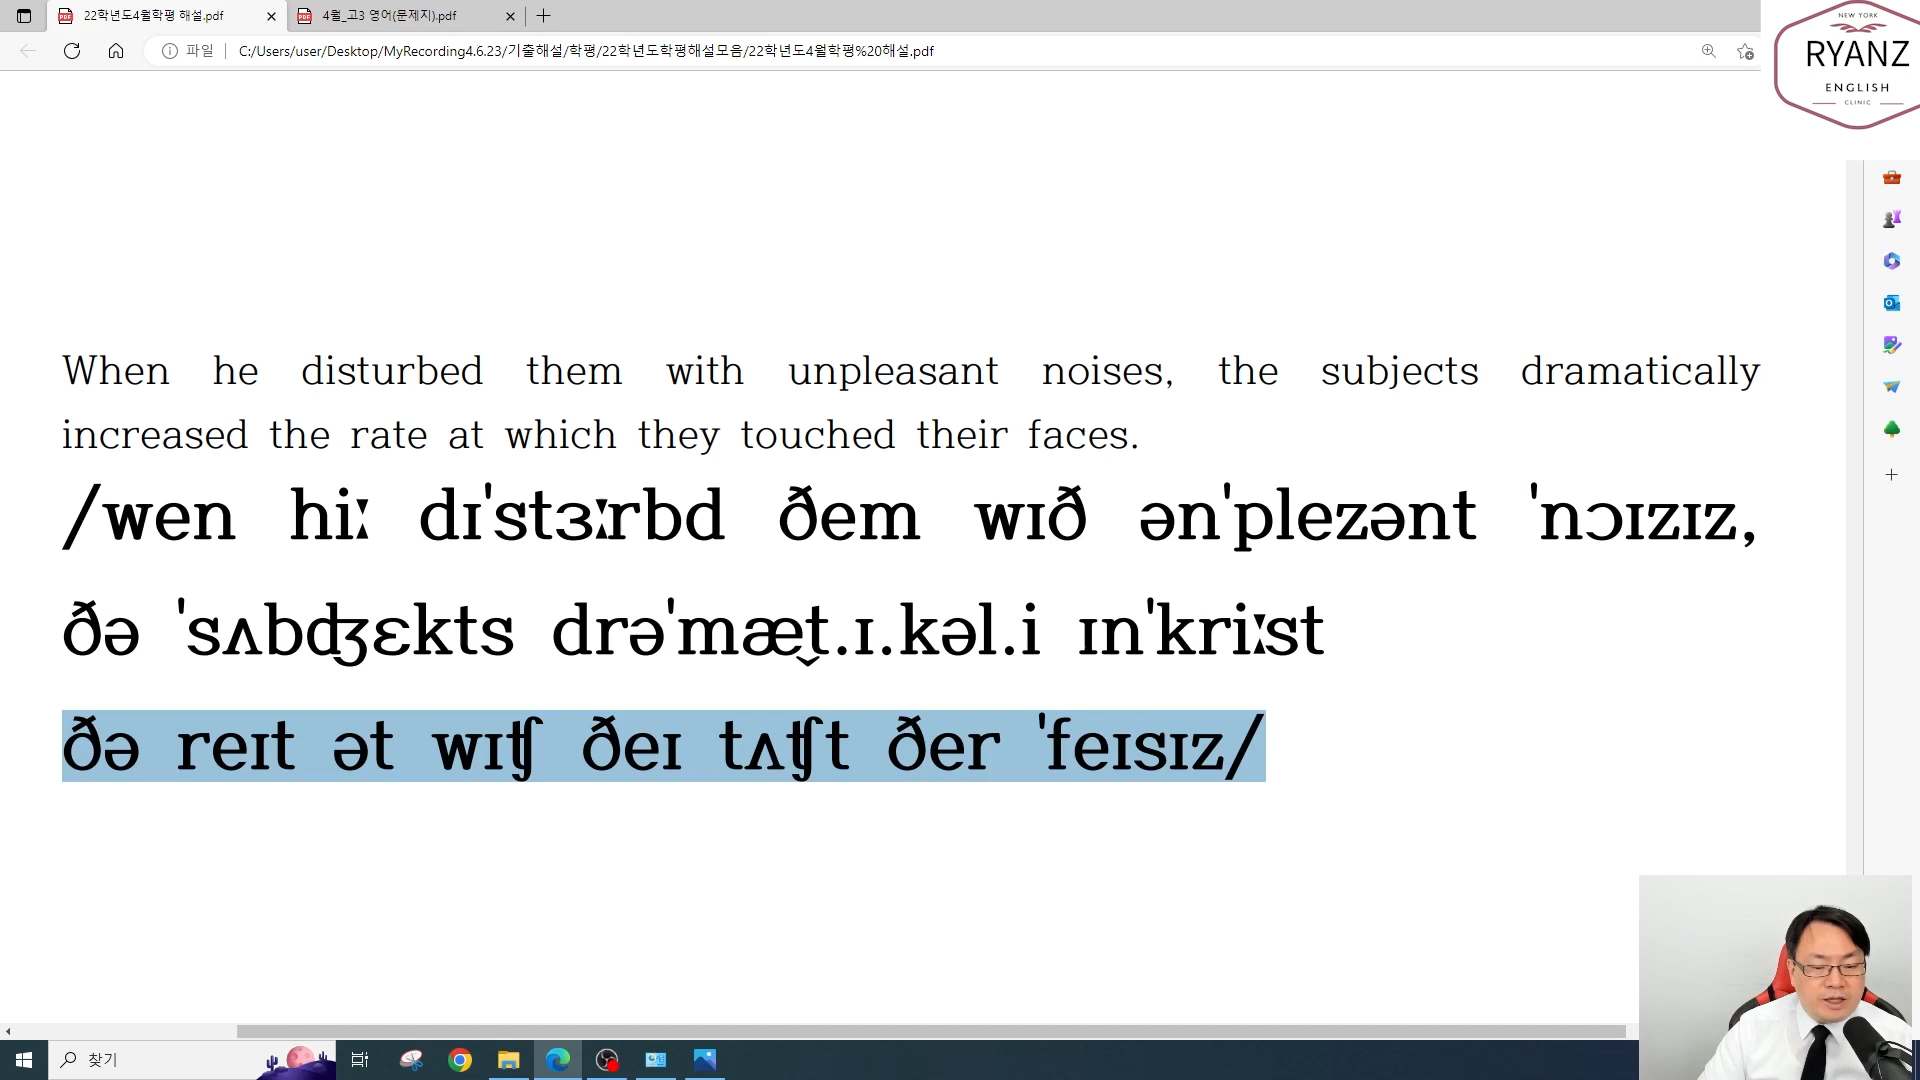 22학년도4월학평 해설.pdf
4월_고3 영어(문제지).pdf
파일
C:/Users/user/Desktop/MyRecording4.6.23/기출해설/학평/22학년도학평해설모음/22학년도4월학평%20해설.pdf
NEW YORK
RYANZ
ENGLISH
CLINIC
When he disturbed them with unpleasant noises, the subjects dramatically
increased the rate at which they touched their faces.
/wen hiː dɪˈstɜːrbd ðem wɪð ənˈplezənt ˈnɔɪzɪz,
ðə ˈsʌbʤɛkts drəˈmæt̬.ɪ.kəl.i ɪnˈkriːst
ðə reɪt ət wɪʧ ðeɪ tʌʧt ðer ˈfeɪsɪz/
찾기